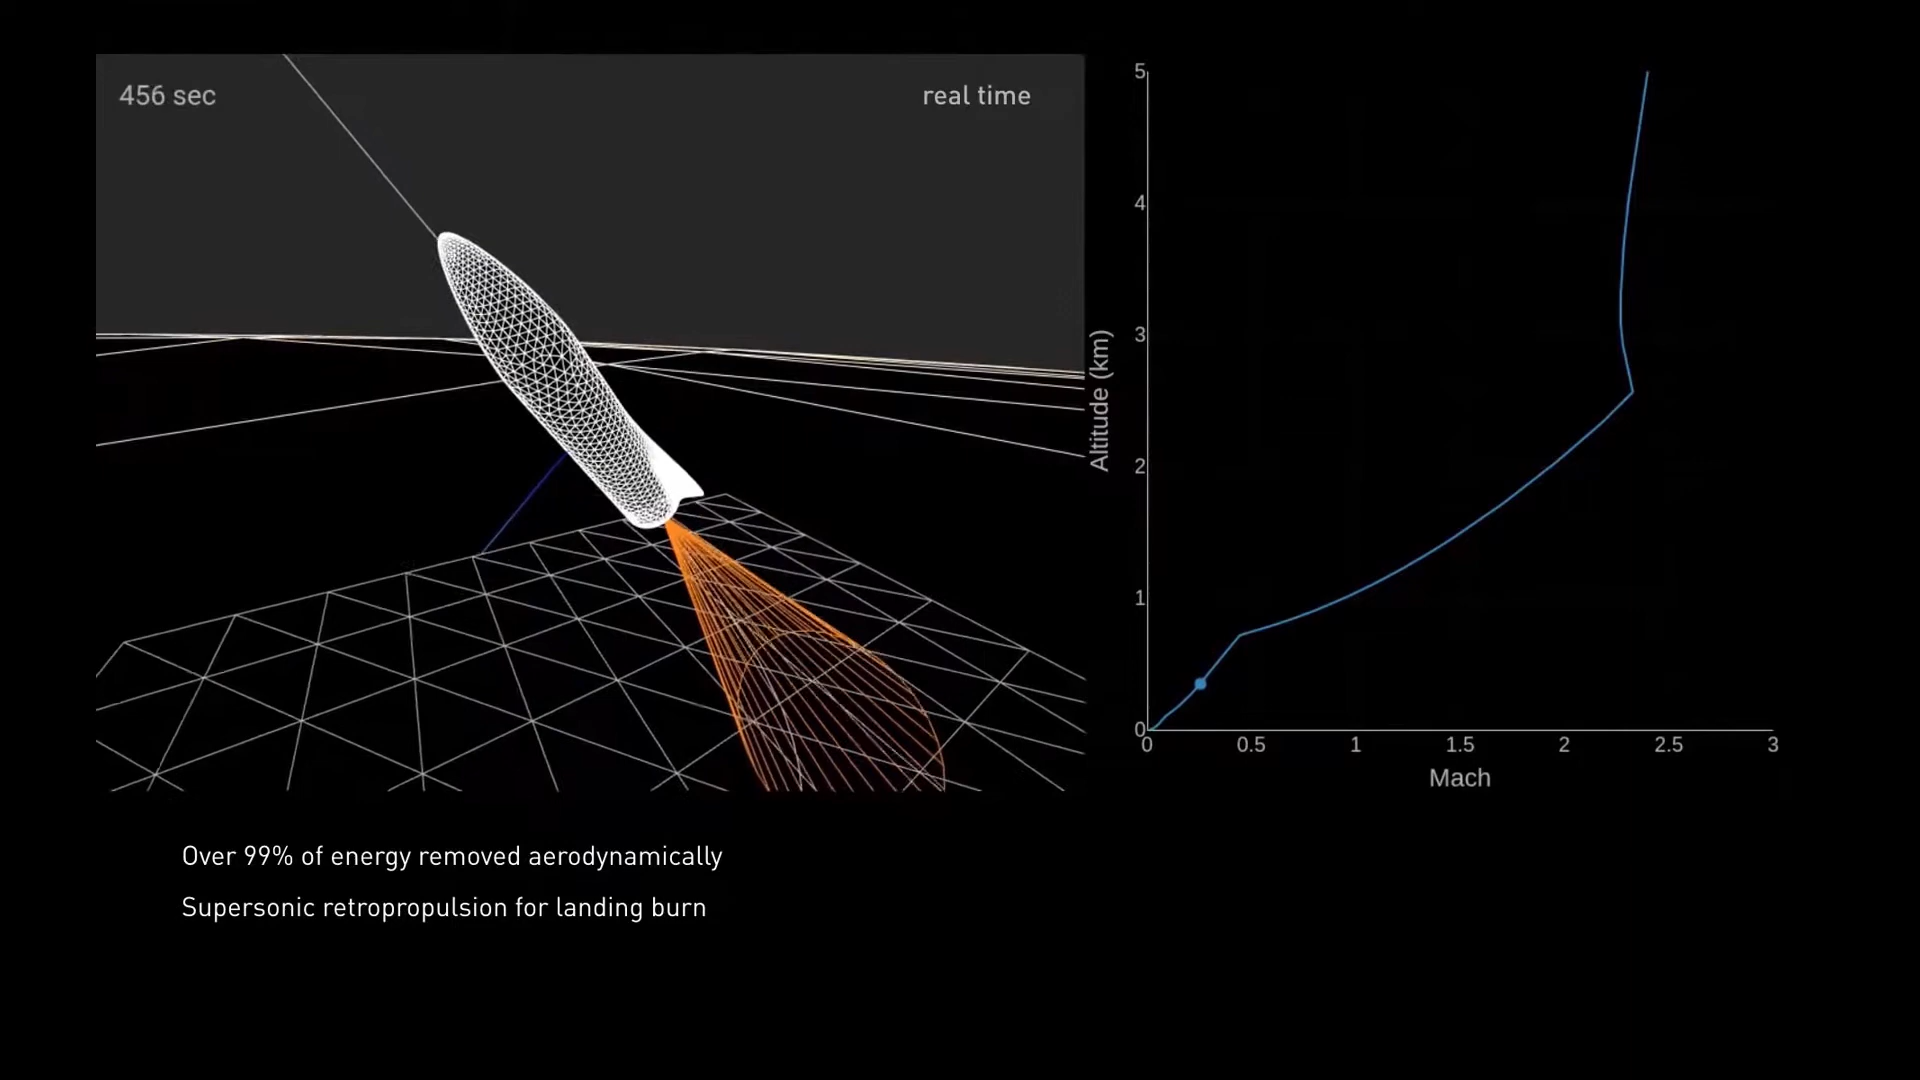 456 sec
real time
5
4
3
2
1
0
Altitude (km)
0 0.5 1 1.5 2 2.5 3
Mach
Over 99% of energy removed aerodynamically
Supersonic retropropulsion for landing burn